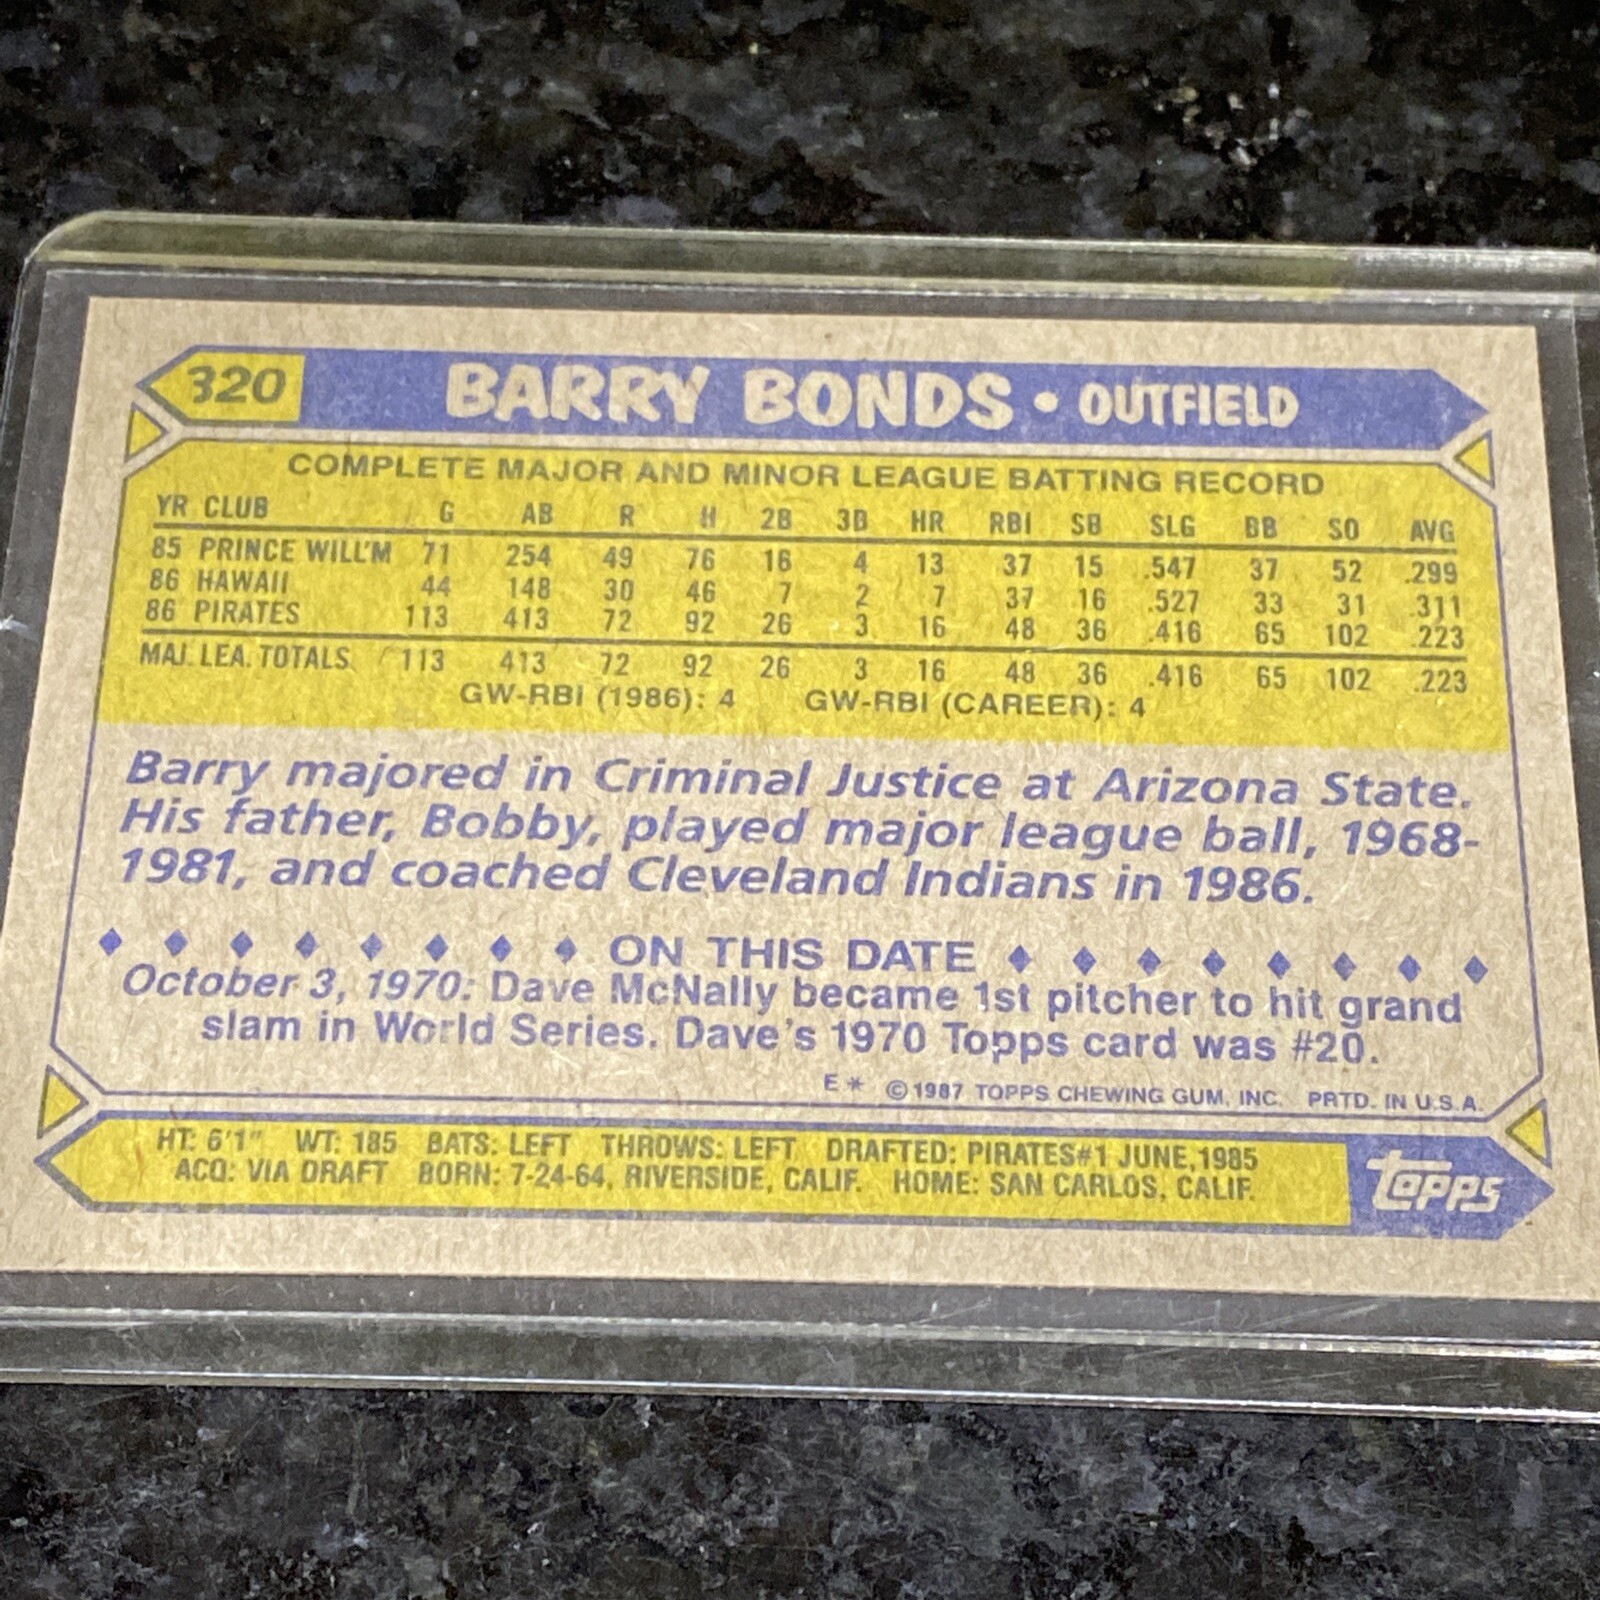 320 BARRY BONDS • OUTFIELD
COMPLETE MAJOR AND MINOR LEAGUE BATTING RECORD
YR CLUB G AB R H 2B 3B HR RBI SB SLG BB SO AVG
85 PRINCE WILL'M 71 254 49 76 16 4 13 37 15 .547 37 52 .299
86 HAWAII 44 148 30 46 7 2 7 37 16 .527 33 31 .311
86 PIRATES 113 413 72 92 26 3 16 48 36 .416 65 102 .223
MAJ. LEA. TOTALS 113 413 72 92 26 3 16 48 36 .416 65 102 .223
GW-RBI (1986): 4 GW-RBI (CAREER): 4
Barry majored in Criminal Justice at Arizona State.
His father, Bobby, played major league ball, 1968-
1981, and coached Cleveland Indians in 1986.
ON THIS DATE
October 3, 1970: Dave McNally became 1st pitcher to hit grand
slam in World Series. Dave's 1970 Topps card was #20.
E* © 1987 TOPPS CHEWING GUM, INC. PRTD. IN U.S.A.
HT: 6'1" WT: 185 BATS: LEFT THROWS: LEFT DRAFTED: PIRATES#1 JUNE,1985
ACQ: VIA DRAFT BORN: 7-24-64, RIVERSIDE, CALIF. HOME: SAN CARLOS, CALIF.
topps